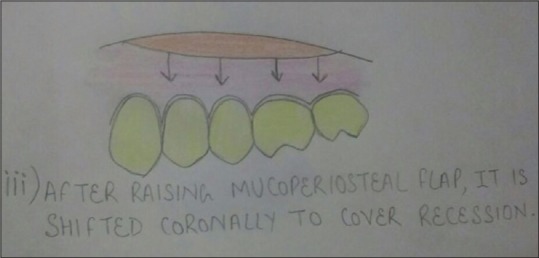 iii) AFTER RAISING MUCOPERIOSTEAL FLAP, IT IS
SHIFTED CORONALLY TO COVER RECESSION.